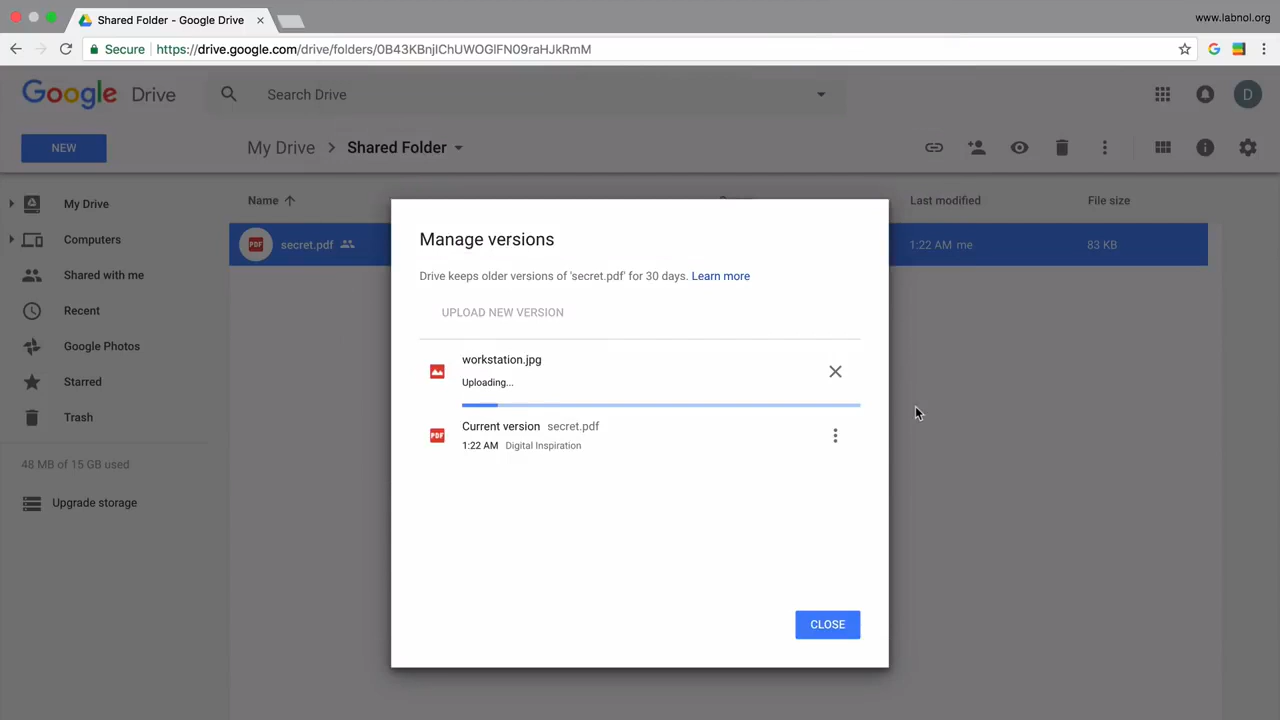 Shared Folder - Google Drive
www.labnol.org
Secure https://drive.google.com/drive/folders/0B43KBnjlChUWOGlFN09raHJkRmM
Google Drive Search Drive D
NEW My Drive Shared Folder
Name Last modified File size
PDF secret.pdf 1:22 AM me 83 KB
My Drive
Computers
Shared with me
Recent
Google Photos
Starred
Trash
48 MB of 15 GB used
Upgrade storage
Manage versions
Drive keeps older versions of 'secret.pdf' for 30 days. Learn more
UPLOAD NEW VERSION
workstation.jpg
Uploading...
PDF Current version secret.pdf
1:22 AM Digital Inspiration
CLOSE